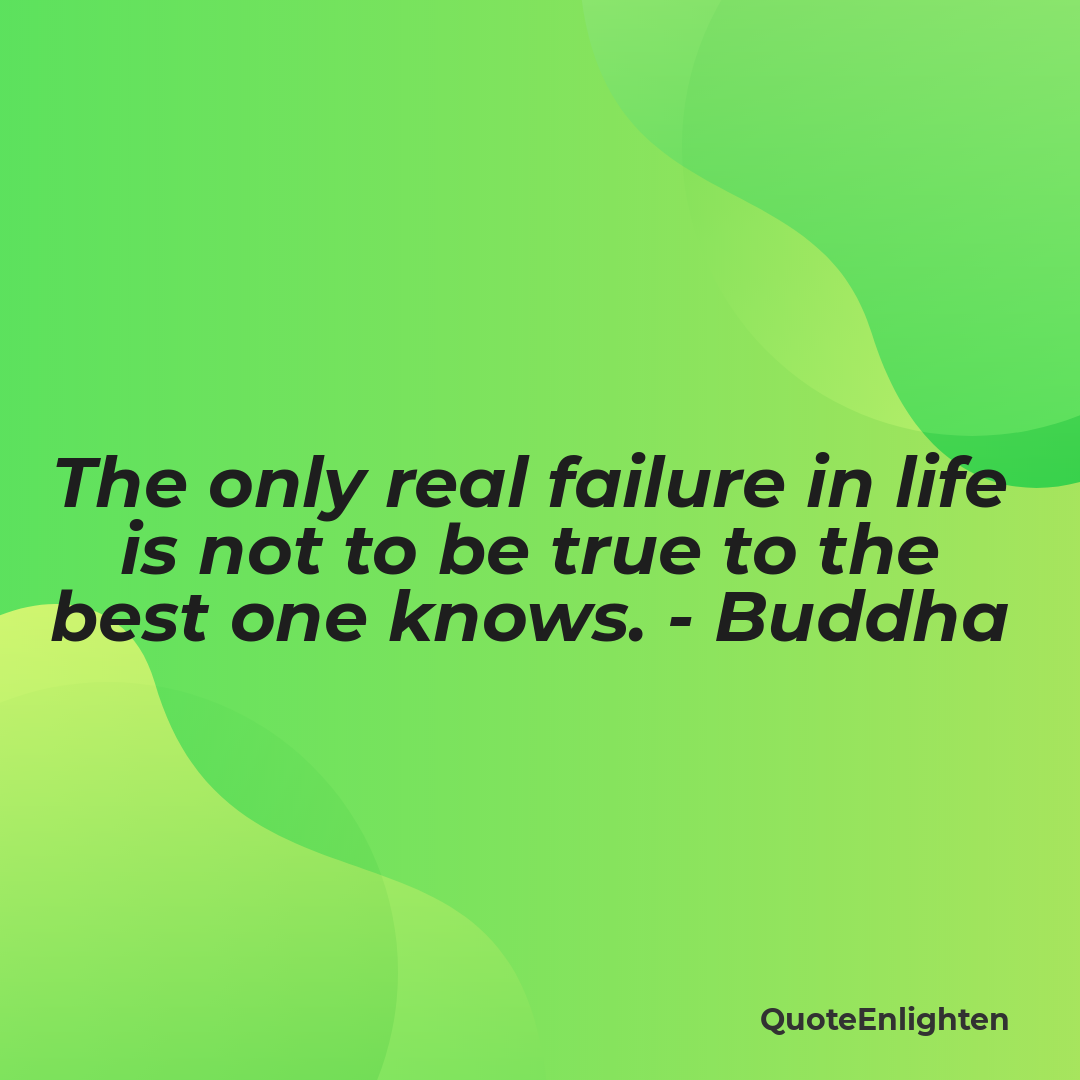 The only real failure in life
is not to be true to the
best one knows. - Buddha
QuoteEnlighten